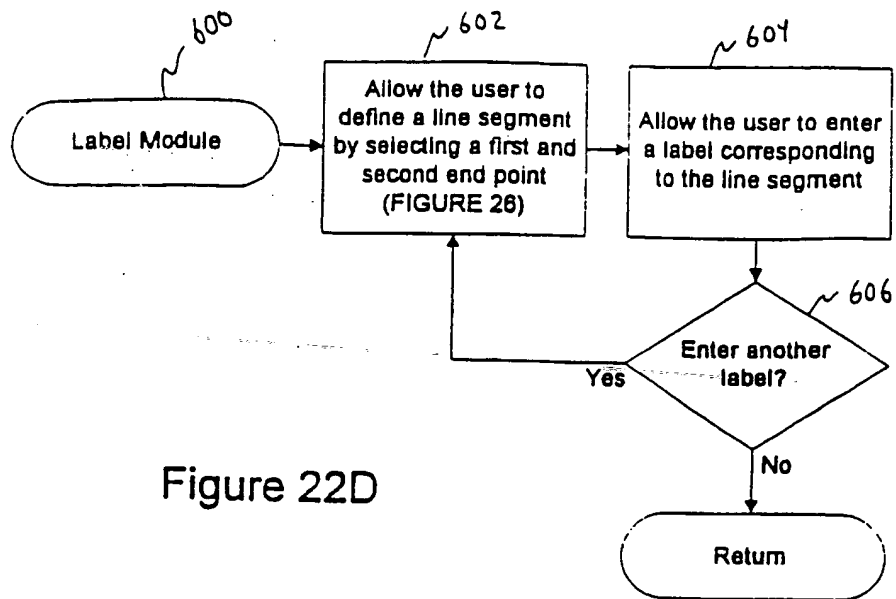 600
Label Module
602
Allow the user to
define a line segment
by selecting a first and
second end point
(FIGURE 26)
604
Allow the user to enter
a label corresponding
to the line segment
606
Enter another
label?
Yes
No
Return
Figure 22D